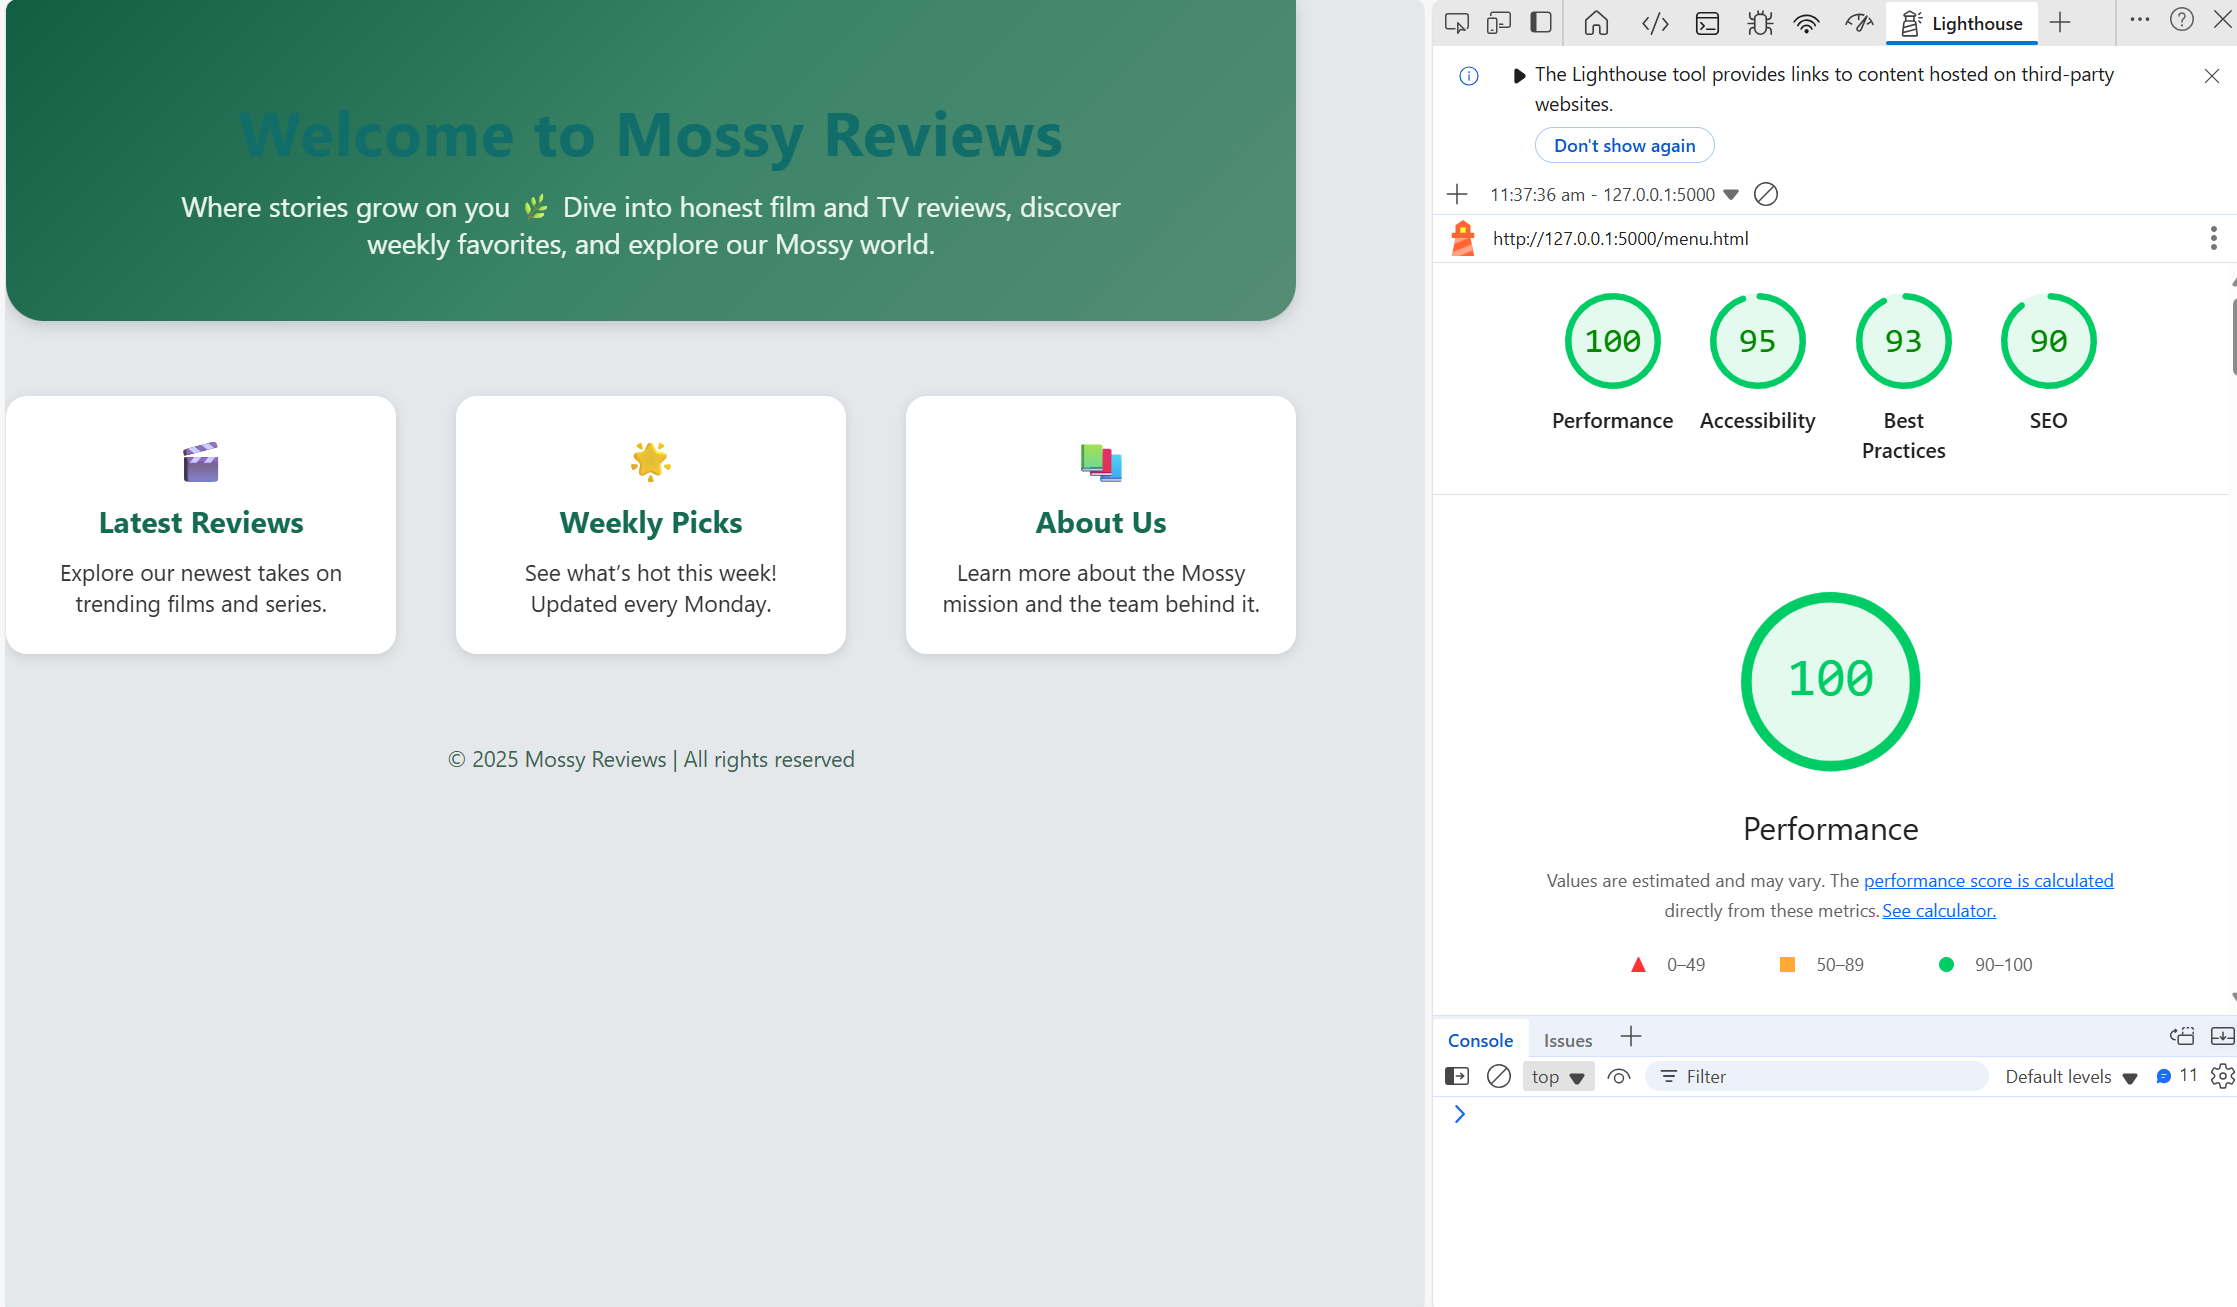 Welcome to Mossy Reviews
Where stories grow on you 🌿 Dive into honest film and TV reviews, discover
weekly favorites, and explore our Mossy world.
Latest Reviews
Explore our newest takes on
trending films and series.
Weekly Picks
See what’s hot this week!
Updated every Monday.
About Us
Learn more about the Mossy
mission and the team behind it.
© 2025 Mossy Reviews | All rights reserved
Lighthouse
The Lighthouse tool provides links to content hosted on third-party
websites.
Don't show again
11:37:36 am - 127.0.0.1:5000
http://127.0.0.1:5000/menu.html
100
Performance
95
Accessibility
93
Best
Practices
90
SEO
100
Performance
Values are estimated and may vary. The performance score is calculated
directly from these metrics. See calculator.
0–49
50–89
90–100
Console
Issues
top
Filter
Default levels
11